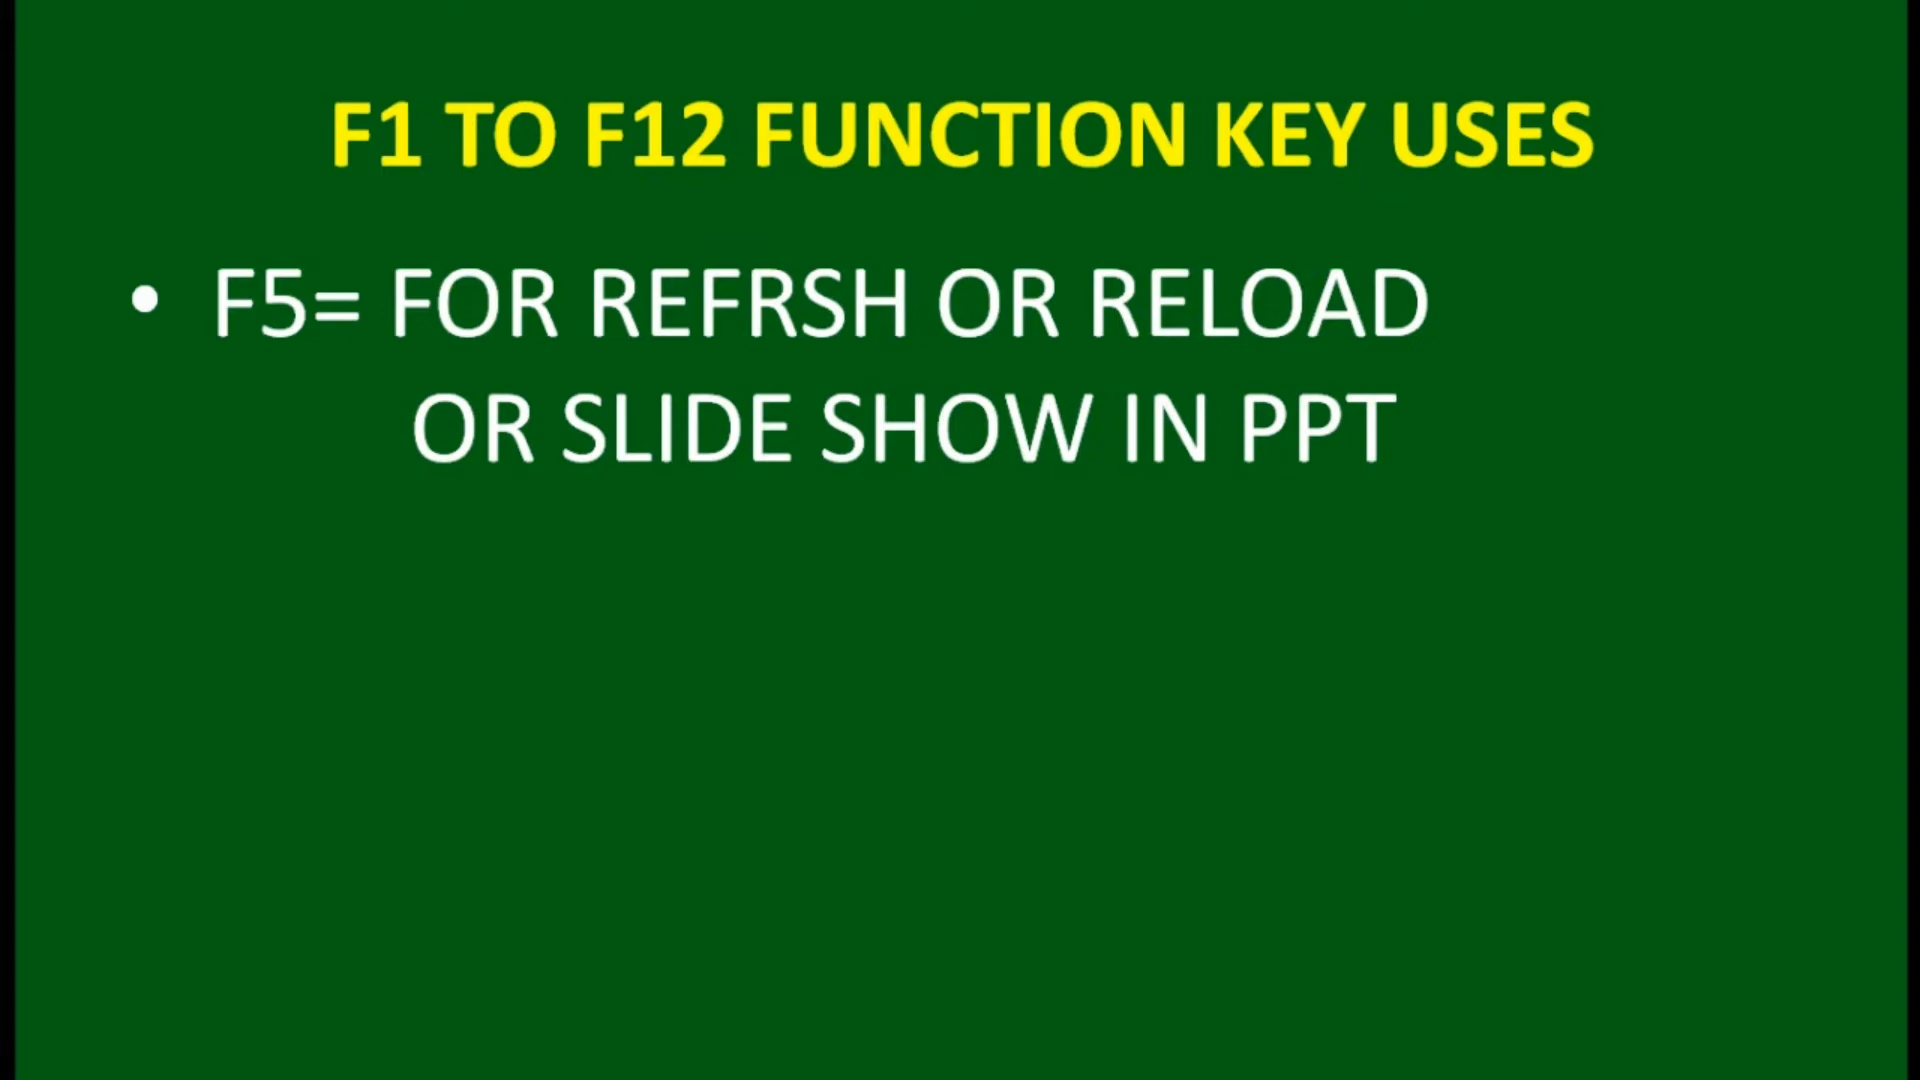 F1 TO F12 FUNCTION KEY USES
• F5= FOR REFRSH OR RELOAD
OR SLIDE SHOW IN PPT